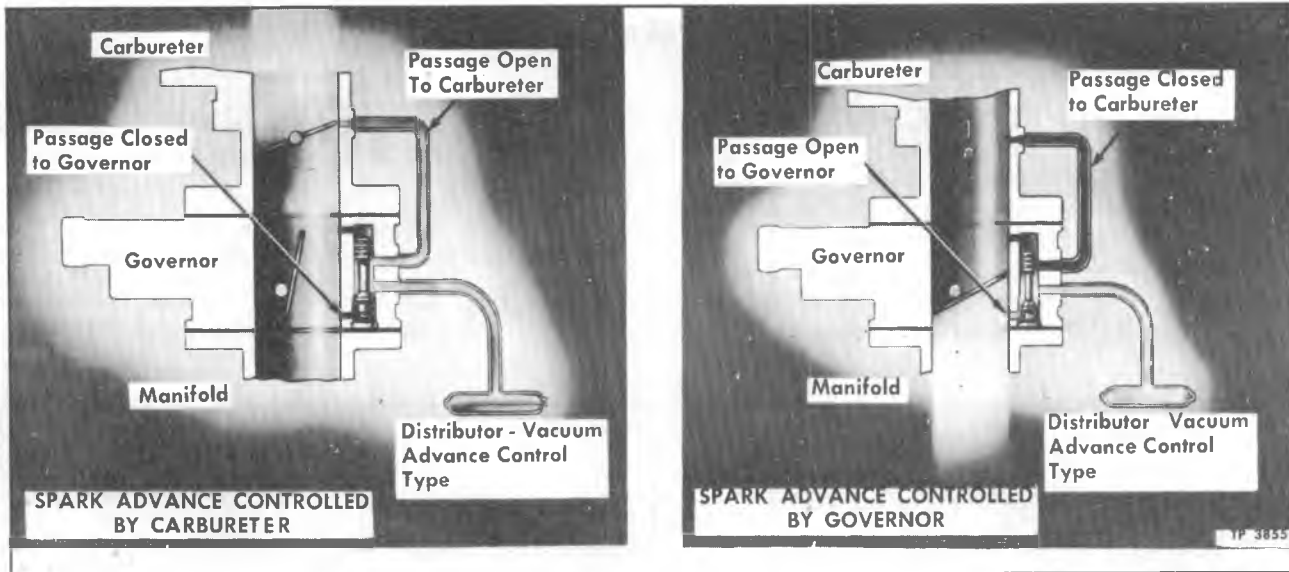 Carbureter
Passage Open
To Carbureter
Passage Closed
to Governor
Governor
Manifold
Distributor - Vacuum
Advance Control
Type
SPARK ADVANCE CONTROLLED
BY CARBURETER
Carbureter
Passage Closed
to Carbureter
Passage Open
to Governor
Governor
Manifold
Distributor Vacuum
Advance Control
Type
SPARK ADVANCE CONTROLLED
BY GOVERNOR
TP 3855